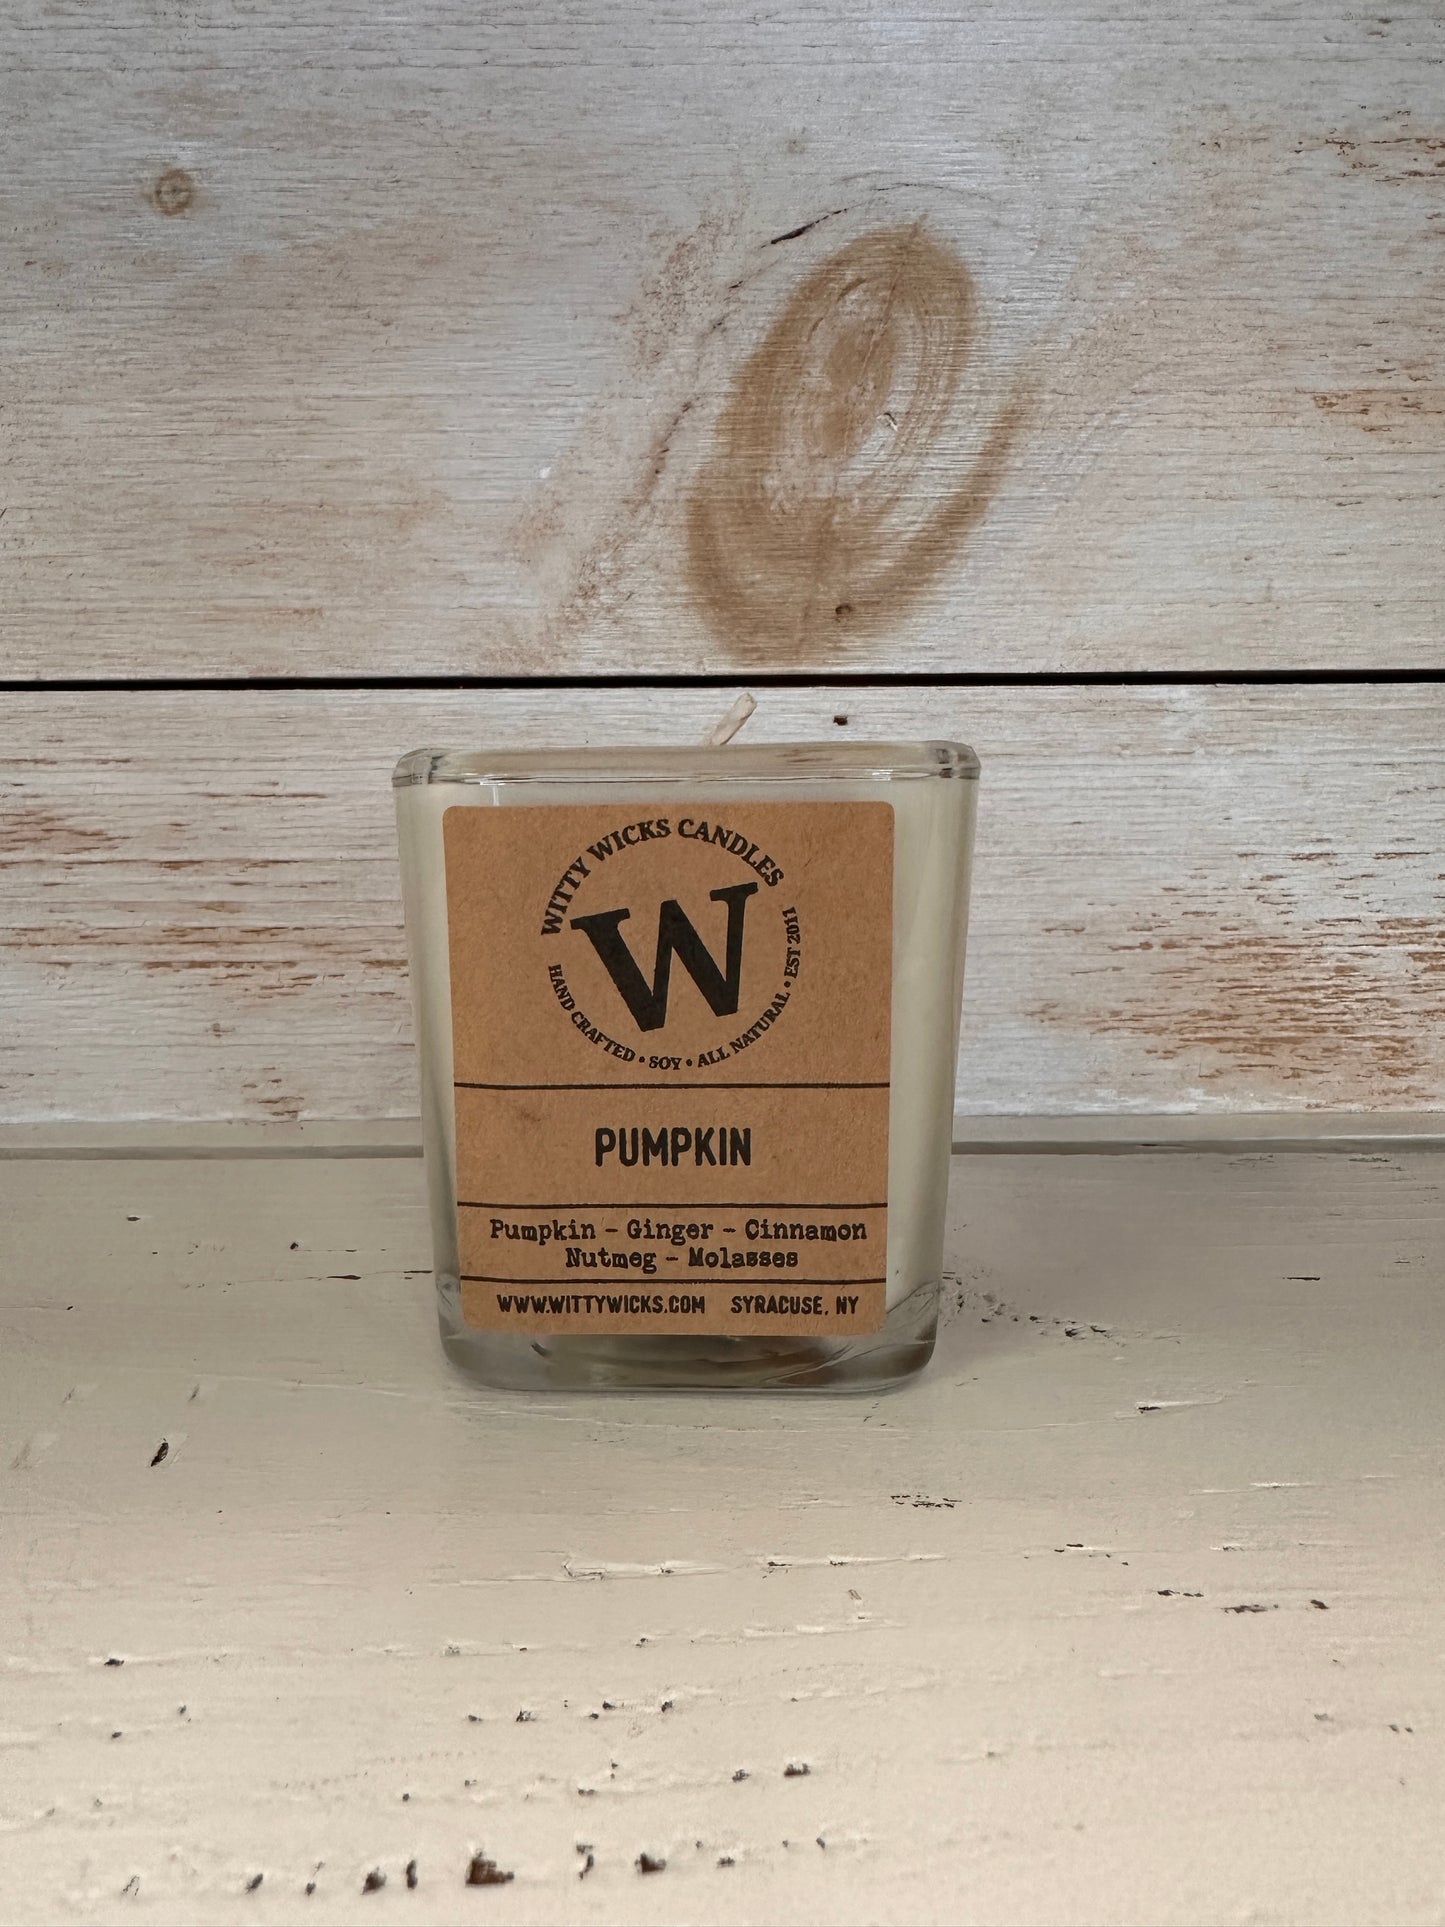 WITTY WICKS CANDLES
W
HAND CRAFTED • SOY • ALL NATURAL • EST 2011
PUMPKIN
Pumpkin - Ginger - Cinnamon
Nutmeg - Molasses
WWW.WITTYWICKS.COM SYRACUSE, NY